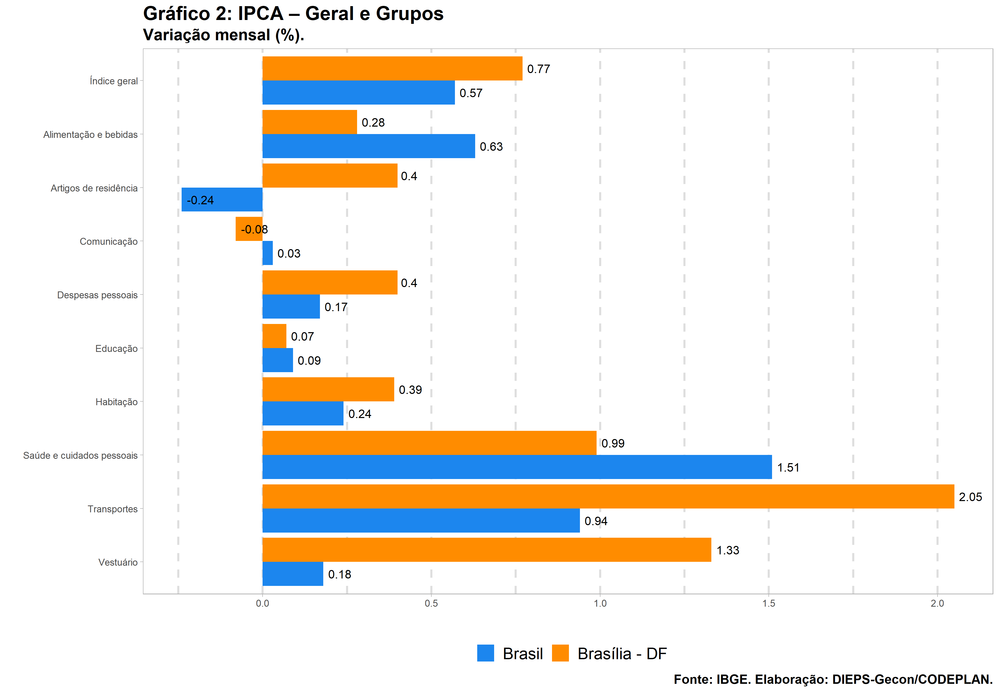 Gráfico 2: IPCA – Geral e Grupos
Variação mensal (%).
Índice geral
0.77
0.57
Alimentação e bebidas
0.28
0.63
Artigos de residência
0.4
-0.24
Comunicação
-0.08
0.03
Despesas pessoais
0.4
0.17
Educação
0.07
0.09
Habitação
0.39
0.24
Saúde e cuidados pessoais
0.99
1.51
Transportes
2.05
0.94
Vestuário
1.33
0.18
0.0 0.5 1.0 1.5 2.0
Brasil Brasília - DF
Fonte: IBGE. Elaboração: DIEPS-Gecon/CODEPLAN.